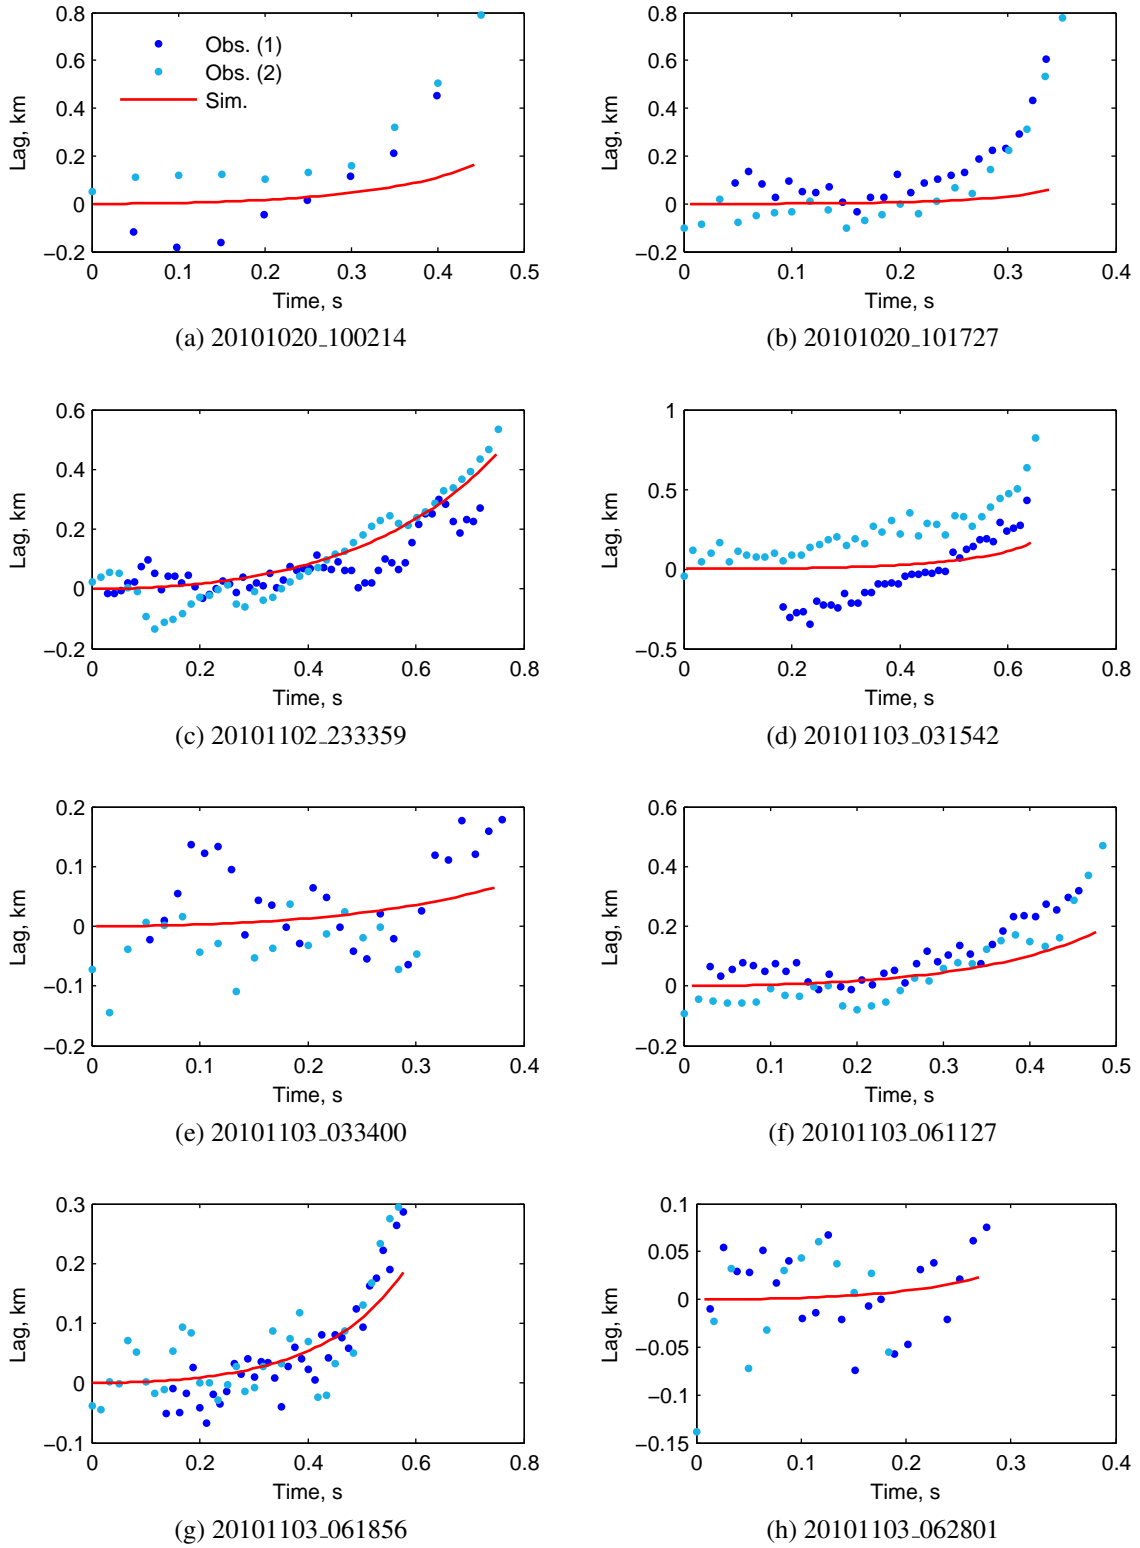 0.8
0.6
0.4
0.2
0
−0.2
Lag, km
Obs. (1)
Obs. (2)
Sim.
0 0.1 0.2 0.3 0.4 0.5
Time, s
(a) 20101020_100214
0.8
0.6
0.4
0.2
0
−0.2
Lag, km
0 0.1 0.2 0.3 0.4
Time, s
(b) 20101020_101727
0.6
0.4
0.2
0
−0.2
Lag, km
0 0.2 0.4 0.6 0.8
Time, s
(c) 20101102_233359
1
0.5
0
−0.5
Lag, km
0 0.2 0.4 0.6 0.8
Time, s
(d) 20101103_031542
0.2
0.1
0
−0.1
−0.2
Lag, km
0 0.1 0.2 0.3 0.4
Time, s
(e) 20101103_033400
0.6
0.4
0.2
0
−0.2
Lag, km
0 0.1 0.2 0.3 0.4 0.5
Time, s
(f) 20101103_061127
0.3
0.2
0.1
0
−0.1
Lag, km
0 0.2 0.4 0.6 0.8
Time, s
(g) 20101103_061856
0.1
0.05
0
−0.05
−0.1
−0.15
Lag, km
0 0.1 0.2 0.3 0.4
Time, s
(h) 20101103_062801